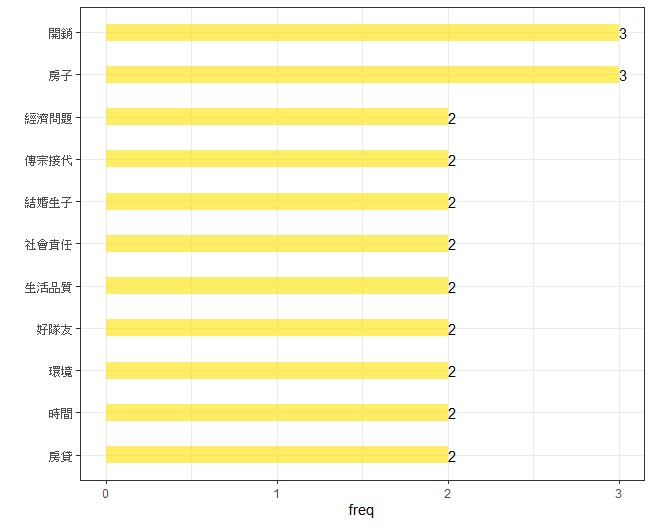 開銷 3
房子 3
經濟問題 2
傳宗接代 2
結婚生子 2
社會責任 2
生活品質 2
好隊友 2
環境 2
時間 2
房貸 2
0 1 2 3
freq